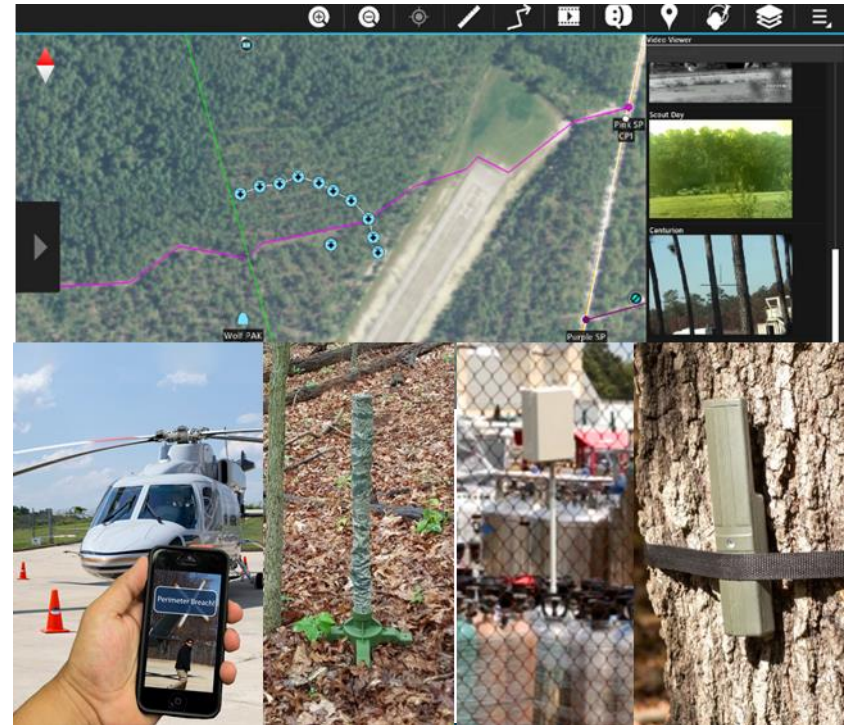 Video Viewer
Scout Day
Pink SP
CP1
Centurion
Wolf PAK
Purple SP
Perimeter Breach!